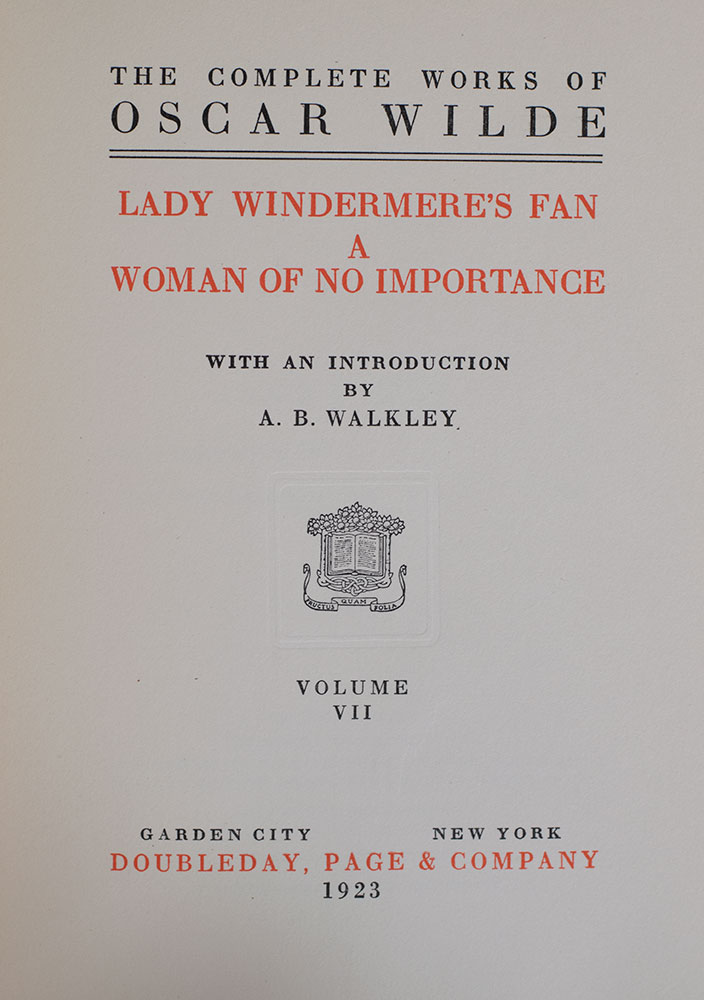 THE COMPLETE WORKS OF
OSCAR WILDE
LADY WINDERMERE'S FAN
A
WOMAN OF NO IMPORTANCE
WITH AN INTRODUCTION
BY
A. B. WALKLEY.
FRUCTUS QUAM FOLIA
VOLUME
VII
GARDEN CITY NEW YORK
DOUBLEDAY, PAGE & COMPANY
1923